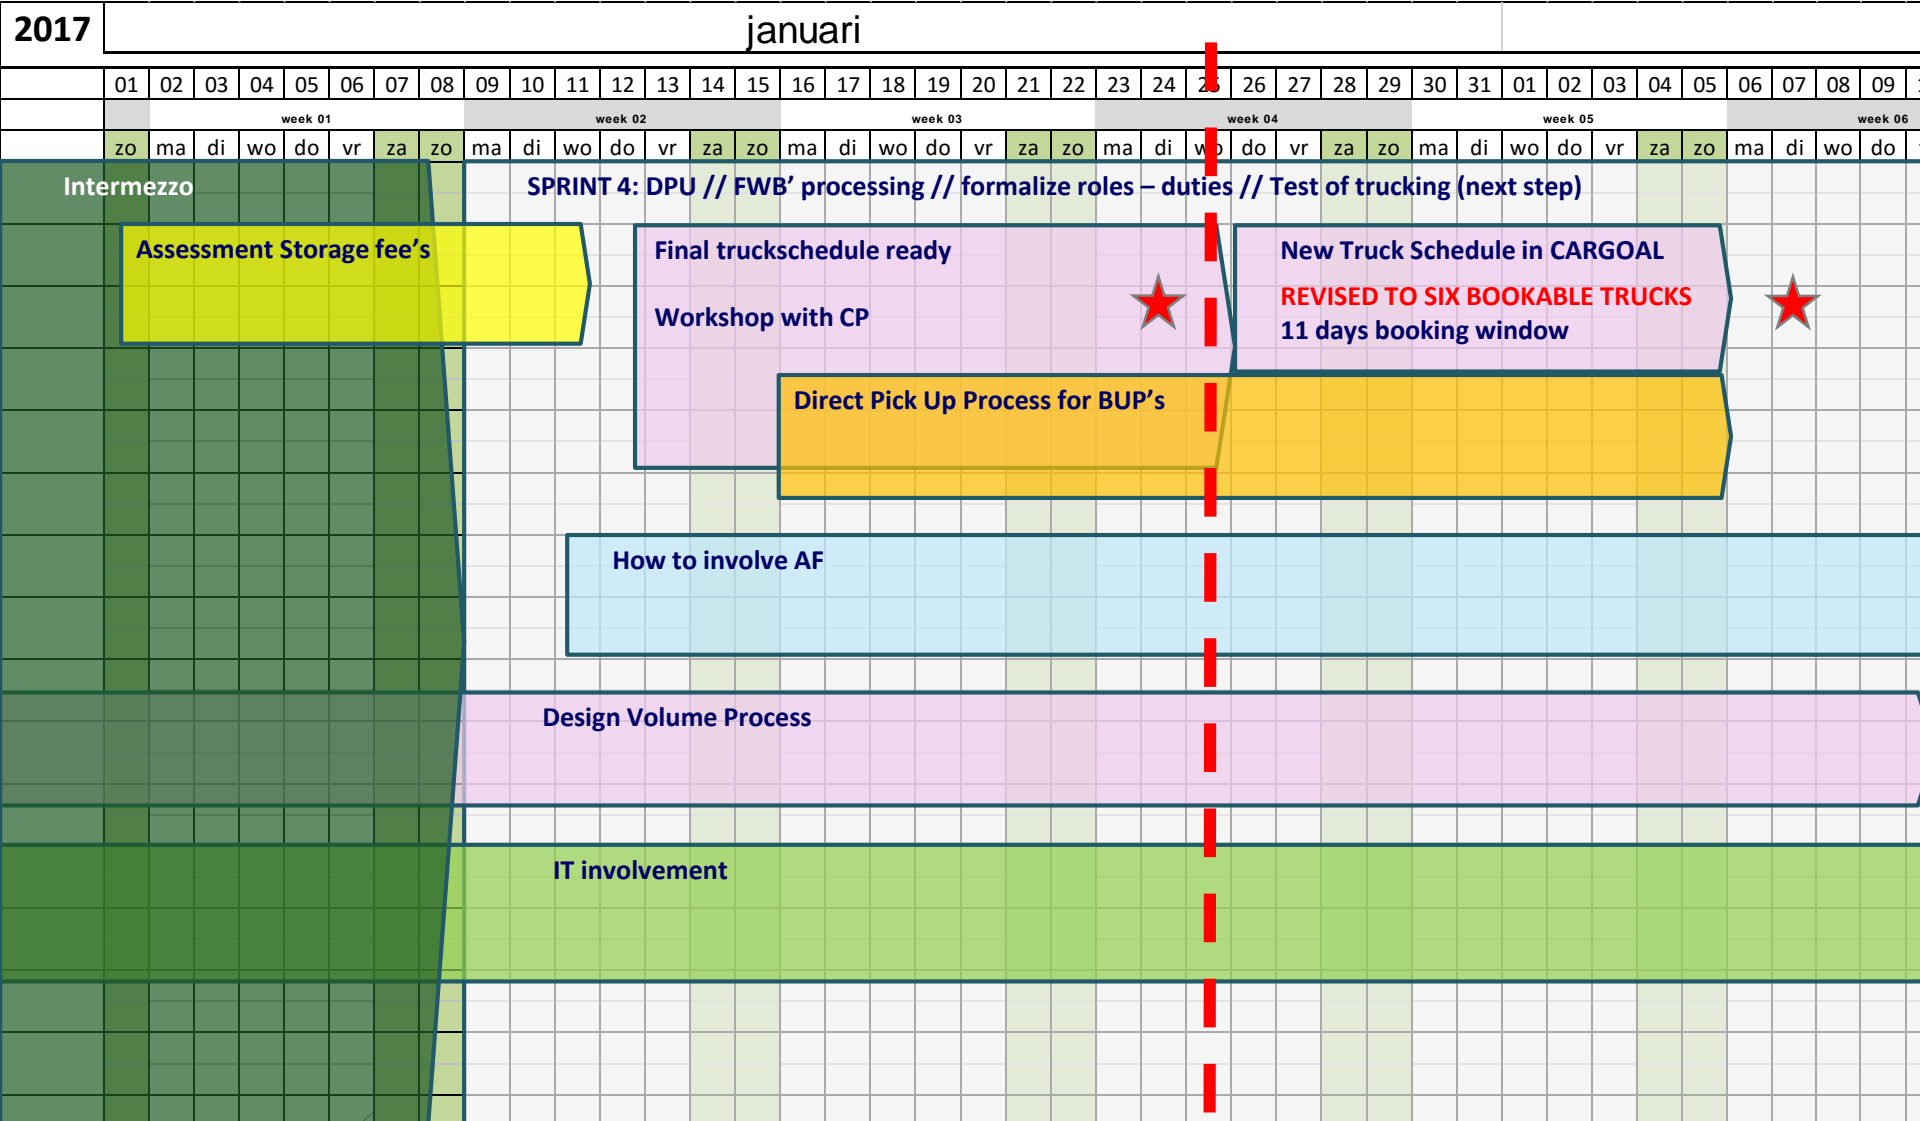 2017 januari
01 02 03 04 05 06 07 08 09 10 11 12 13 14 15 16 17 18 19 20 21 22 23 24 25 26 27 28 29 30 31 01 02 03 04 05 06 07 08 09
week 01 week 02 week 03 week 04 week 05 week 06
zo ma di wo do vr za zo ma di wo do vr za zo ma di wo do vr za zo ma di wo do vr za zo ma di wo do vr za zo ma di wo do
Intermezzo
SPRINT 4: DPU // FWB' processing // formalize roles – duties // Test of trucking (next step)
Assessment Storage fee's
Final truckschedule ready
Workshop with CP
New Truck Schedule in CARGOAL
REVISED TO SIX BOOKABLE TRUCKS
11 days booking window
Direct Pick Up Process for BUP's
How to involve AF
Design Volume Process
IT involvement